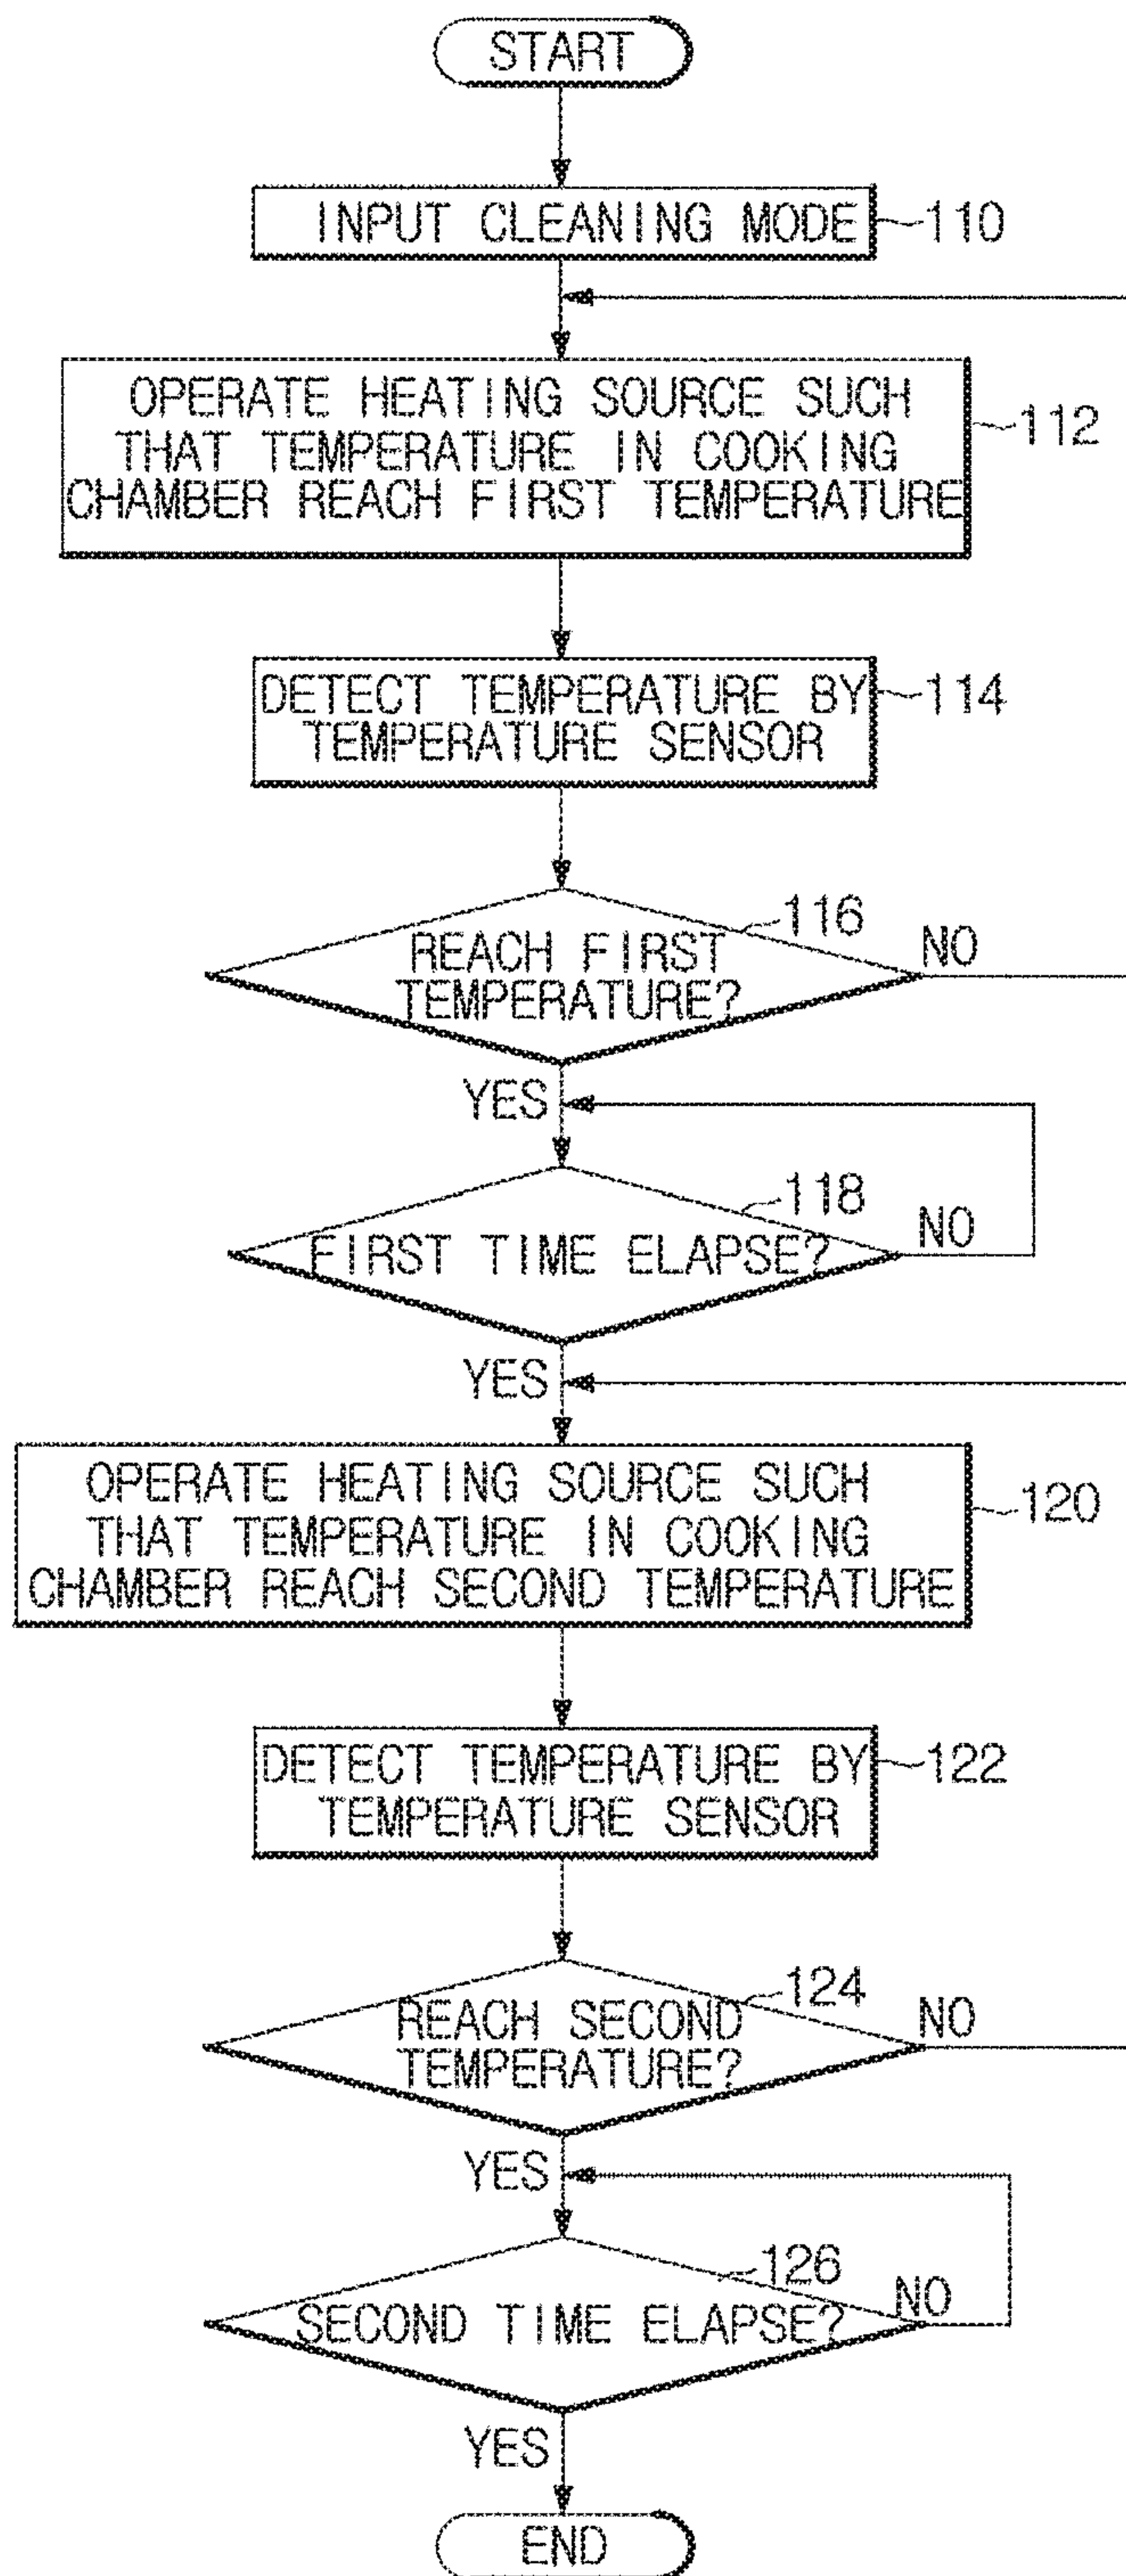 START
INPUT CLEANING MODE
110
OPERATE HEATING SOURCE SUCH
THAT TEMPERATURE IN COOKING
CHAMBER REACH FIRST TEMPERATURE
112
DETECT TEMPERATURE BY
TEMPERATURE SENSOR
114
116
REACH FIRST
TEMPERATURE?
NO
YES
118
FIRST TIME ELAPSE?
NO
YES
OPERATE HEATING SOURCE SUCH
THAT TEMPERATURE IN COOKING
CHAMBER REACH SECOND TEMPERATURE
120
DETECT TEMPERATURE BY
TEMPERATURE SENSOR
122
124
REACH SECOND
TEMPERATURE?
NO
YES
126
SECOND TIME ELAPSE?
NO
YES
END